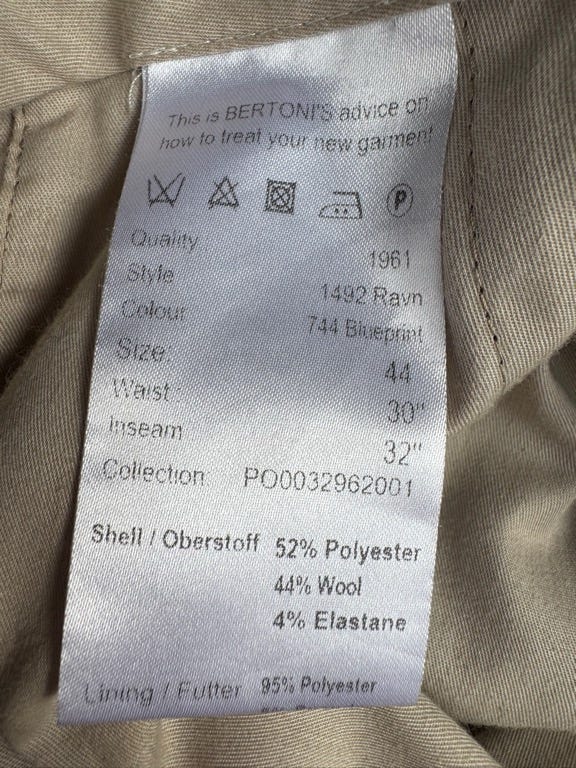 This is BERTONI'S advice on
how to treat your new garment
P
Quality 1961
Style 1492 Ravn
Colour 744 Blueprint
Size: 44
Waist: 30"
Inseam 32"
Collection: PO0032962001
Shell / Oberstoff 52% Polyester
44% Wool
4% Elastane
Lining / Futter 95% Polyester